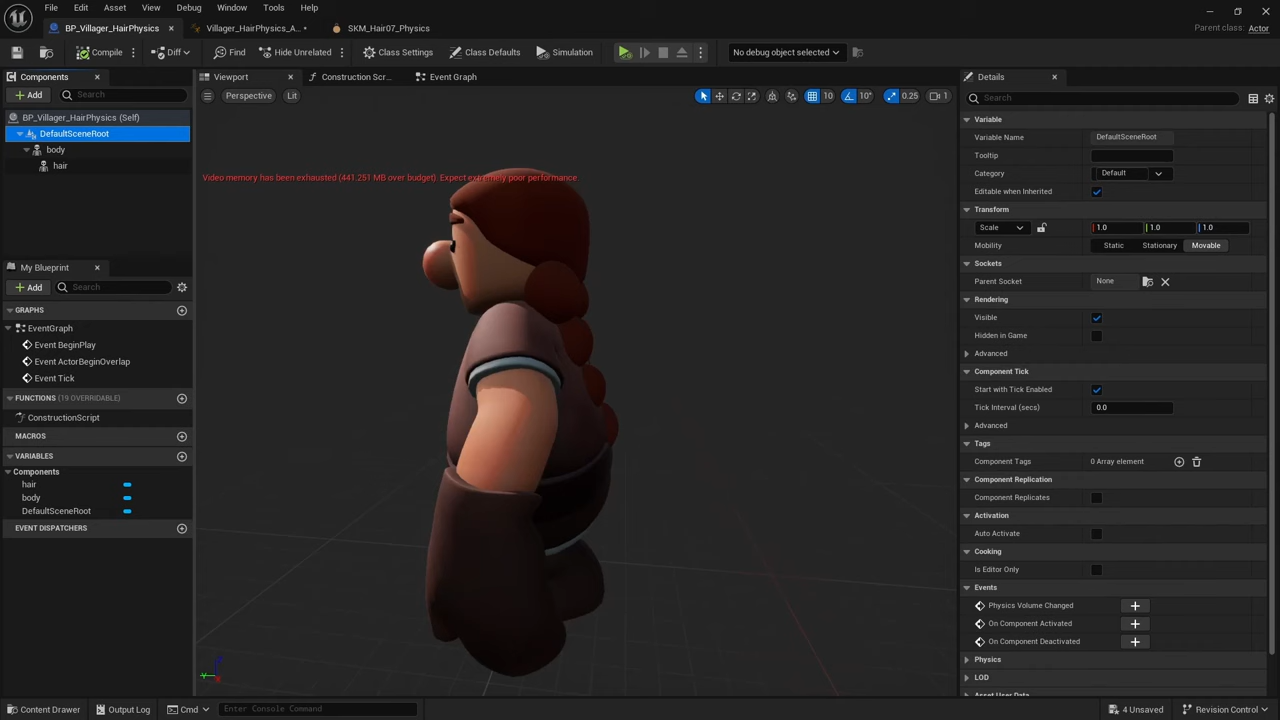 File Edit Asset View Debug Window Tools Help
BP_Villager_HairPhysics Villager_HairPhysics_A... • SKM_Hair07_Physics Parent class: Actor
Compile Diff Find Hide Unrelated Class Settings Class Defaults Simulation No debug object selected
Components
Add Search
BP_Villager_HairPhysics (Self)
DefaultSceneRoot
body
hair
My Blueprint
Add Search
GRAPHS
EventGraph
Event BeginPlay
Event ActorBeginOverlap
Event Tick
FUNCTIONS (19 OVERRIDABLE)
ConstructionScript
MACROS
VARIABLES
Components
hair
body
DefaultSceneRoot
EVENT DISPATCHERS
Viewport Construction Scr... Event Graph
Perspective Lit 10 10° 0.25 1
Video memory has been exhausted (441.251 MB over budget). Expect extremely poor performance.
Details
Search
Variable
Variable Name DefaultSceneRoot
Tooltip
Category Default
Editable when Inherited
Transform
Scale 1.0 1.0 1.0
Mobility Static Stationary Movable
Sockets
Parent Socket None
Rendering
Visible
Hidden in Game
Advanced
Component Tick
Start with Tick Enabled
Tick Interval (secs) 0.0
Advanced
Tags
Component Tags 0 Array element
Component Replication
Component Replicates
Activation
Auto Activate
Cooking
Is Editor Only
Events
Physics Volume Changed
On Component Activated
On Component Deactivated
Physics
LOD
Asset User Data
Content Drawer Output Log Cmd Enter Console Command 4 Unsaved Revision Control